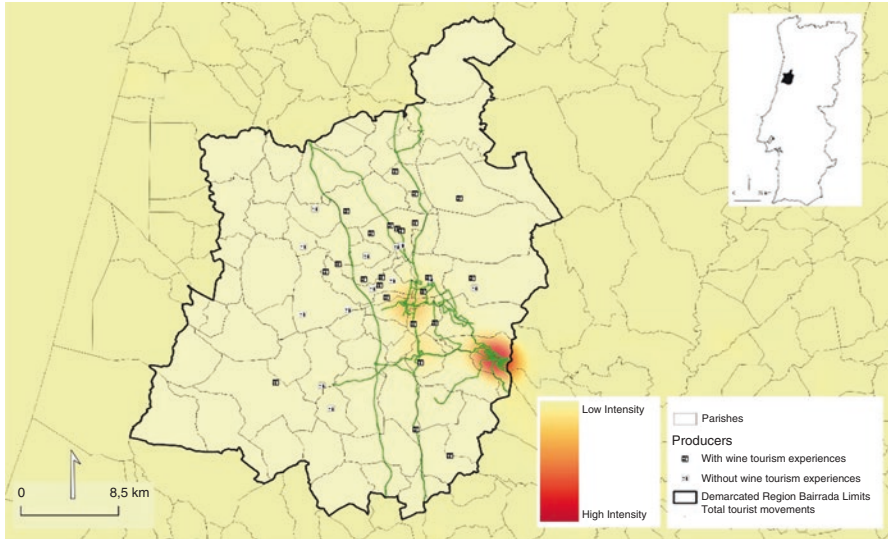 Low Intensity
High Intensity
Parishes
Producers
With wine tourism experiences
Without wine tourism experiences
Demarcated Region Bairrada Limits
Total tourist movements
0 8,5 km